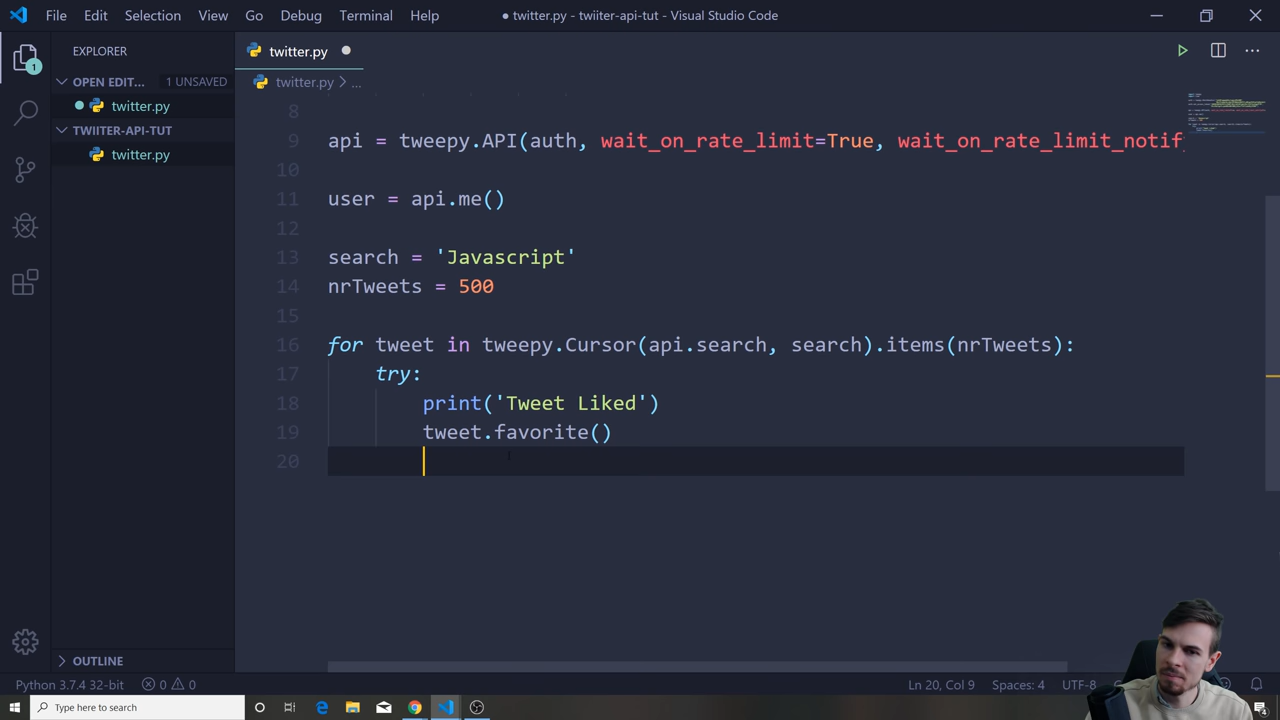 File Edit Selection View Go Debug Terminal Help
● twitter.py - twiiter-api-tut - Visual Studio Code
EXPLORER
OPEN EDIT... 1 UNSAVED
twitter.py
TWIITER-API-TUT
twitter.py
OUTLINE
twitter.py
twitter.py > ...
8
9 api = tweepy.API(auth, wait_on_rate_limit=True, wait_on_rate_limit_notif
10
11 user = api.me()
12
13 search = 'Javascript'
14 nrTweets = 500
15
16 for tweet in tweepy.Cursor(api.search, search).items(nrTweets):
17 try:
18 print('Tweet Liked')
19 tweet.favorite()
20
1
Python 3.7.4 32-bit 0 0 Ln 20, Col 9 Spaces: 4 UTF-8
Type here to search
4